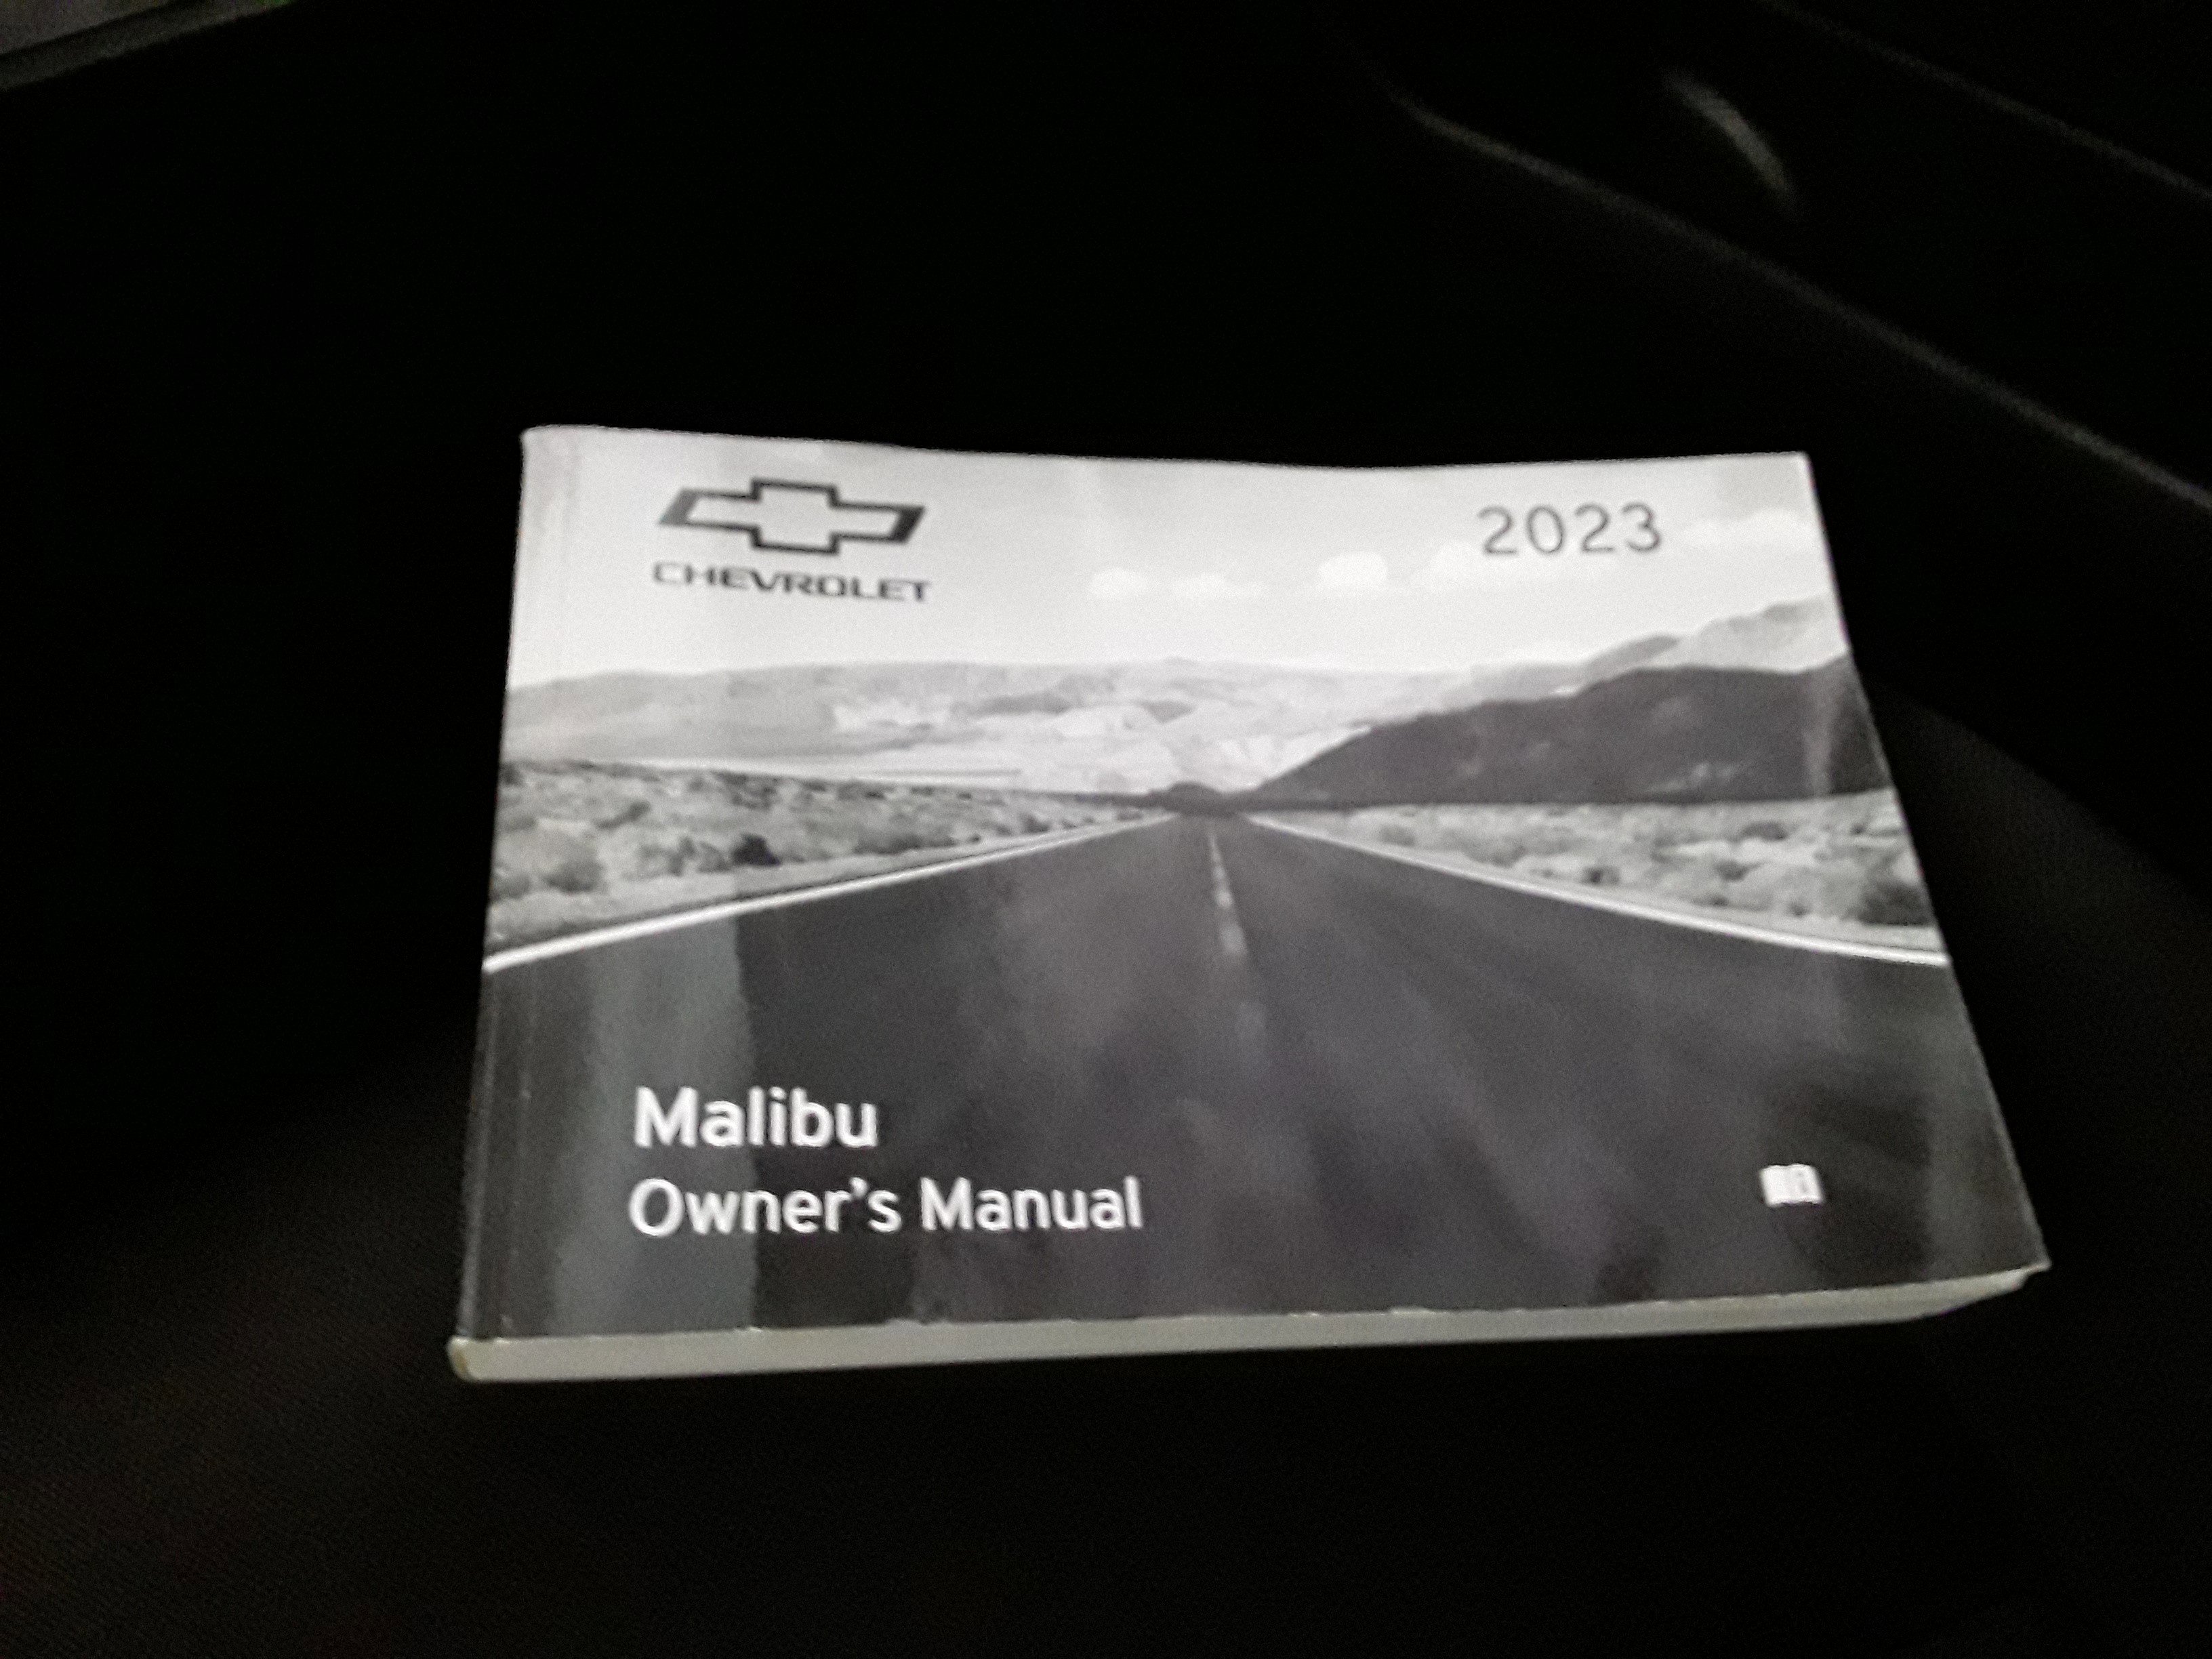 CHEVROLET
2023
Malibu
Owner's Manual